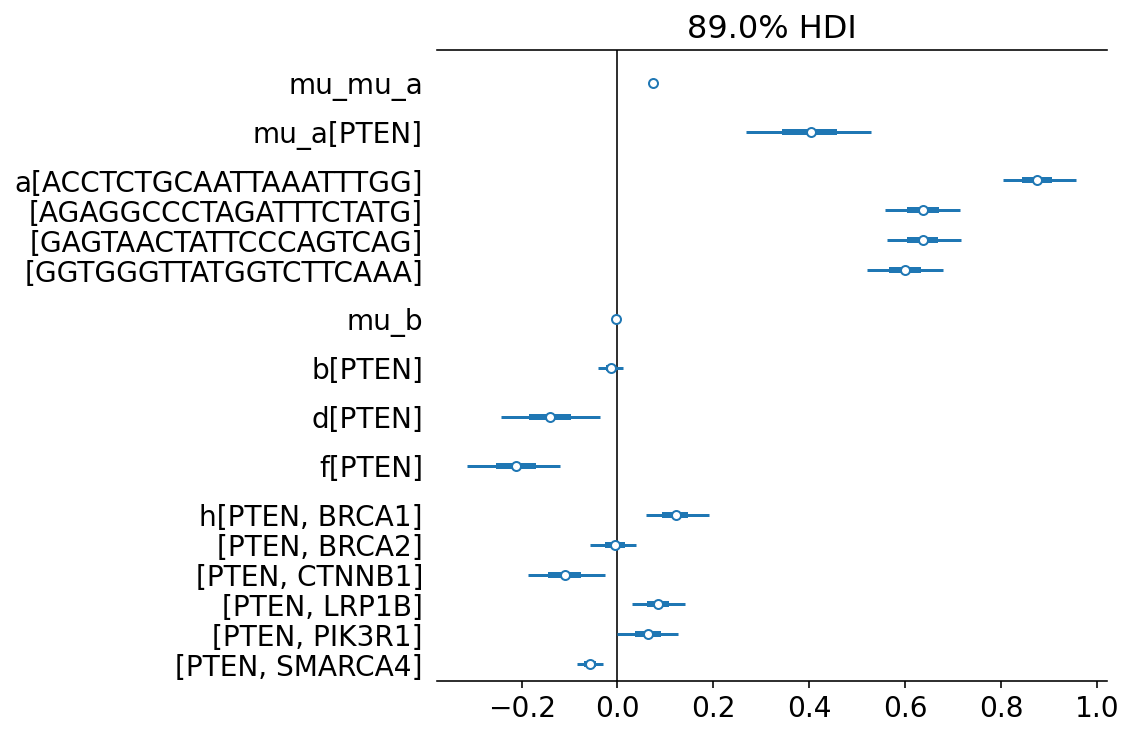 89.0% HDI
mu_mu_a
mu_a[PTEN]
a[ACCTCTGCAATTAAATTTGG]
[AGAGGCCCTAGATTTCTATG]
[GAGTAACTATTCCCAGTCAG]
[GGTGGGTTATGGTCTTCAAA]
mu_b
b[PTEN]
d[PTEN]
f[PTEN]
h[PTEN, BRCA1]
[PTEN, BRCA2]
[PTEN, CTNNB1]
[PTEN, LRP1B]
[PTEN, PIK3R1]
[PTEN, SMARCA4]
−0.2 0.0 0.2 0.4 0.6 0.8 1.0